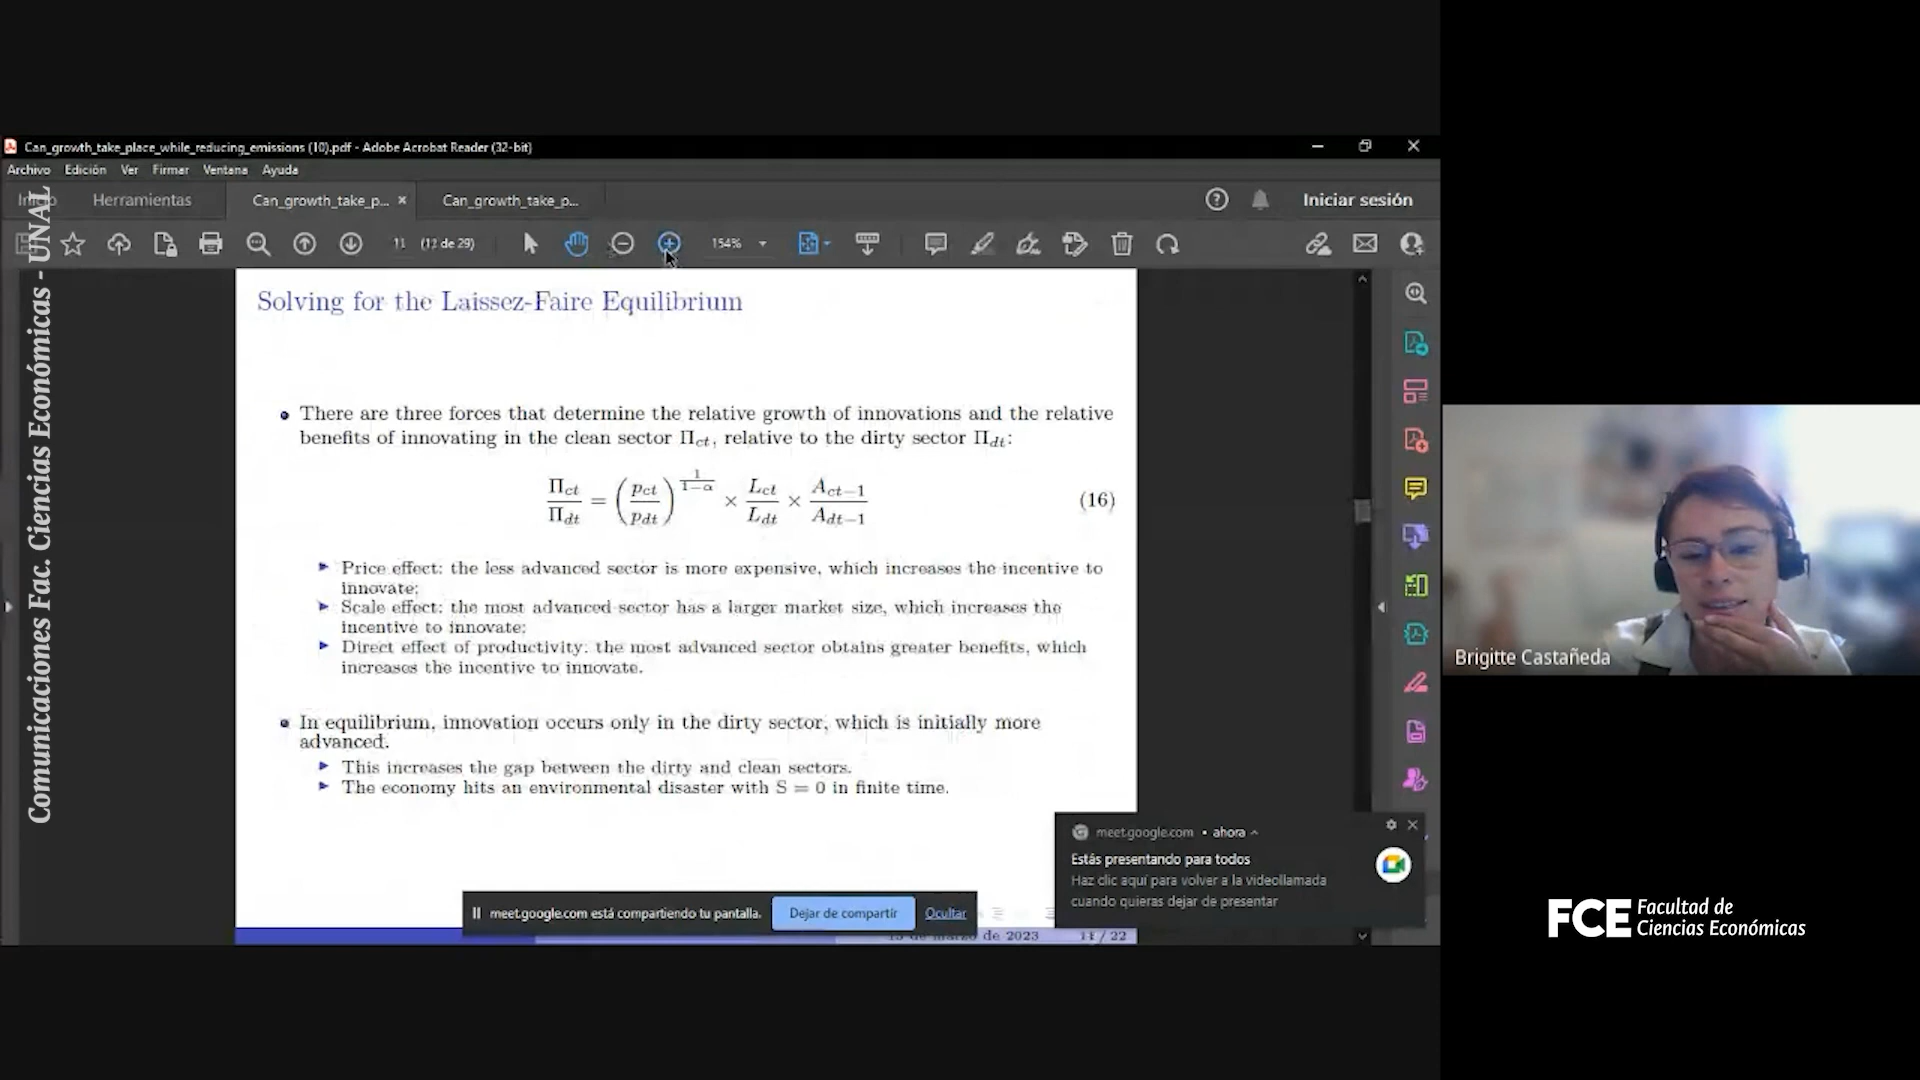 Can_growth_take_place_while_reducing_emissions (10).pdf - Adobe Acrobat Reader (32-bit)
Archivo Edición Ver Firmar Ventana Ayuda
Inicio Herramientas Can_growth_take_p... × Can_growth_take_p... Iniciar sesión
11 (12 de 29) 154%
Comunicaciones Fac. Ciencias Económicas - UNAL
Solving for the Laissez-Faire Equilibrium
There are three forces that determine the relative growth of innovations and the relative
benefits of innovating in the clean sector Π_ct, relative to the dirty sector Π_dt:
Π_ct / Π_dt = (p_ct / p_dt)^(1/(1−α)) × L_ct / L_dt × A_ct−1 / A_dt−1 (16)
Price effect: the less advanced sector is more expensive, which increases the incentive to
innovate;
Scale effect: the most advanced sector has a larger market size, which increases the
incentive to innovate;
Direct effect of productivity: the most advanced sector obtains greater benefits, which
increases the incentive to innovate.
In equilibrium, innovation occurs only in the dirty sector, which is initially more
advanced.
This increases the gap between the dirty and clean sectors.
The economy hits an environmental disaster with S = 0 in finite time.
meet.google.com • ahora
Estás presentando para todos
Haz clic aquí para volver a la videollamada
cuando quieras dejar de presentar
meet.google.com está compartiendo tu pantalla. Dejar de compartir Ocultar
de marzo de 2023 11 / 22
Brigitte Castañeda
FCE Facultad de
Ciencias Económicas